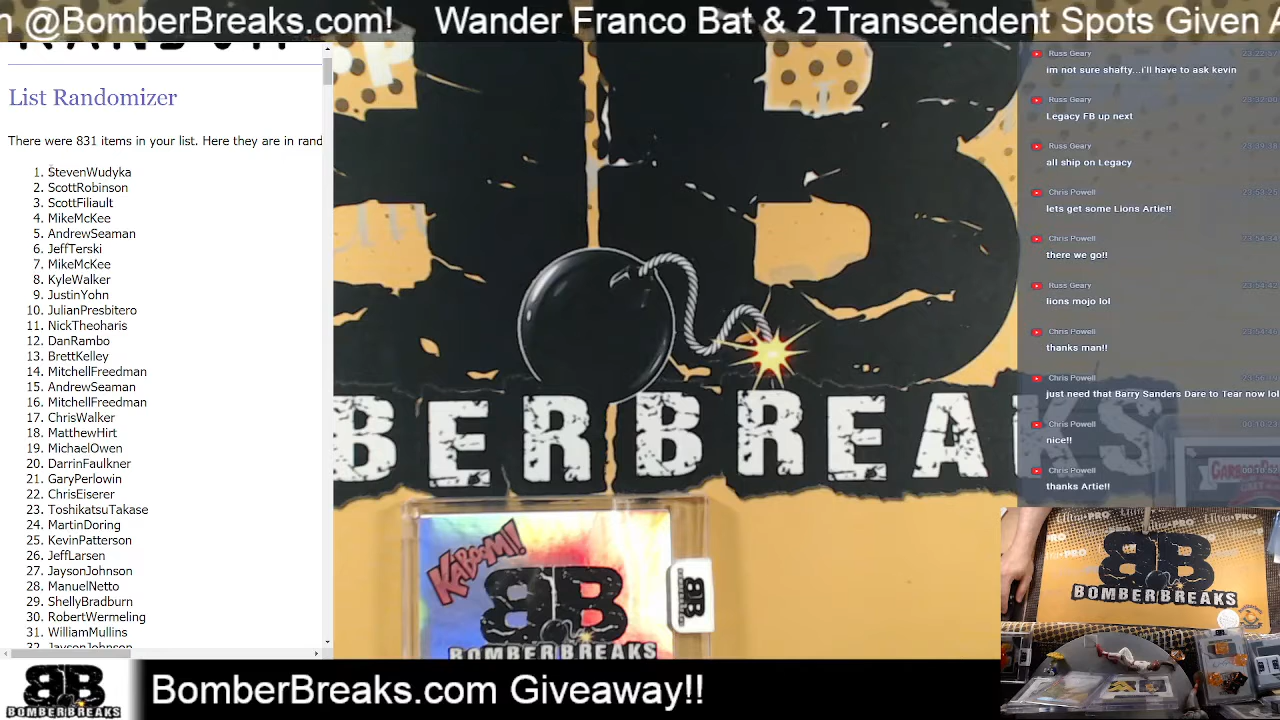 @BomberBreaks.com! Wander Franco Bat & 2 Transcendent Spots Given
List Randomizer
There were 831 items in your list. Here they are in rand
1. StevenWudyka
2. ScottRobinson
3. ScottFiliault
4. MikeMcKee
5. AndrewSeaman
6. JeffTerski
7. MikeMcKee
8. KyleWalker
9. JustinYohn
10. JulianPresbitero
11. NickTheoharis
12. DanRambo
13. BrettKelley
14. MitchellFreedman
15. AndrewSeaman
16. MitchellFreedman
17. ChrisWalker
18. MatthewHirt
19. MichaelOwen
20. DarrinFaulkner
21. GaryPerlowin
22. ChrisEiserer
23. ToshikatsuTakase
24. MartinDoring
25. KevinPatterson
26. JeffLarsen
27. JaysonJohnson
28. ManuelNetto
29. ShellyBradburn
30. RobertWermeling
31. WilliamMullins
32. JaysonJohnson
BERBREAKS
KABOOM!!
BB
BOMBERBREAKS
Russ Geary
im not sure shafty...i'll have to ask kevin
Russ Geary
Legacy FB up next
Russ Geary
all ship on Legacy
Chris Powell
lets get some Lions Artie!!
Chris Powell
there we go!!
Russ Geary
lions mojo lol
Chris Powell
thanks man!!
Chris Powell
just need that Barry Sanders Dare to Tear now lol
Chris Powell
nice!!
Chris Powell
thanks Artie!!
BB
BOMBERBREAKS
BB
BOMBERBREAKS
BomberBreaks.com Giveaway!!